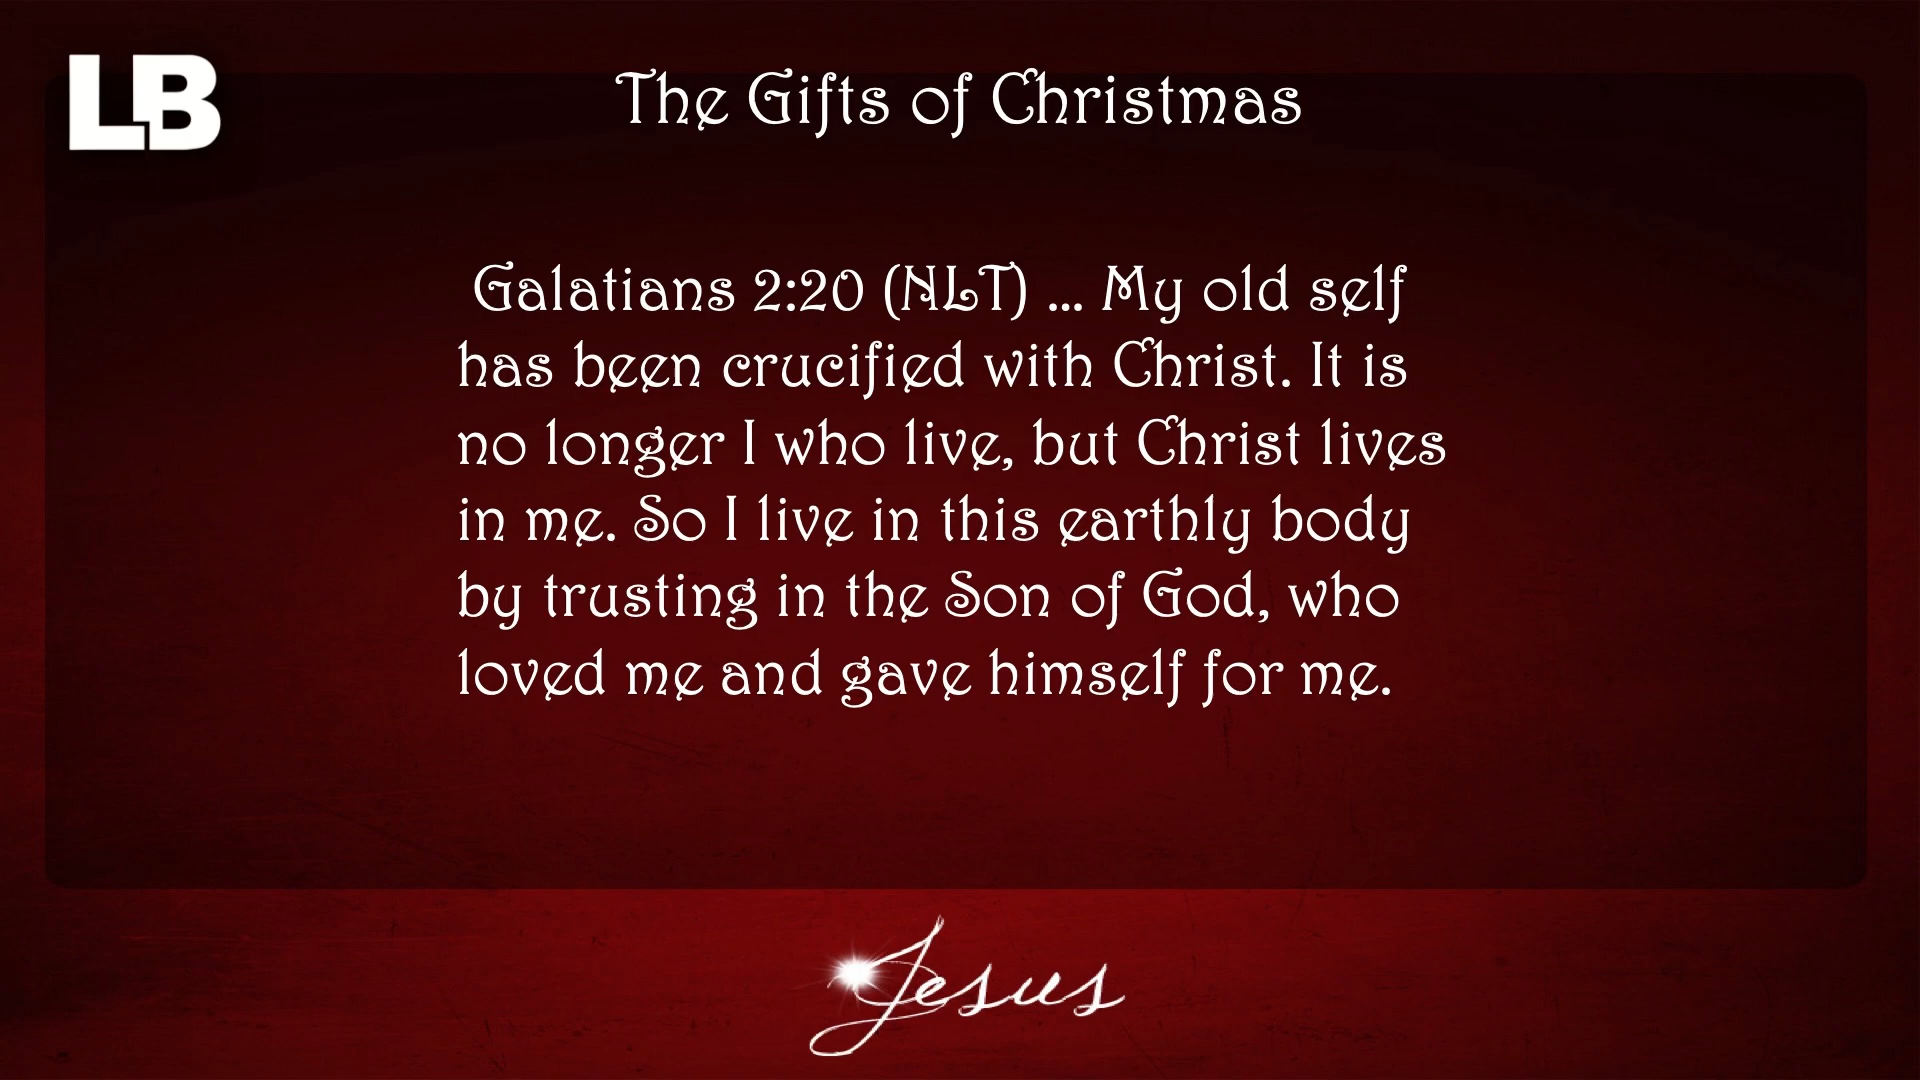 LB
The Gifts of Christmas
Galatians 2:20 (NLT) ... My old self
has been crucified with Christ. It is
no longer I who live, but Christ lives
in me. So I live in this earthly body
by trusting in the Son of God, who
loved me and gave himself for me.
Jesus